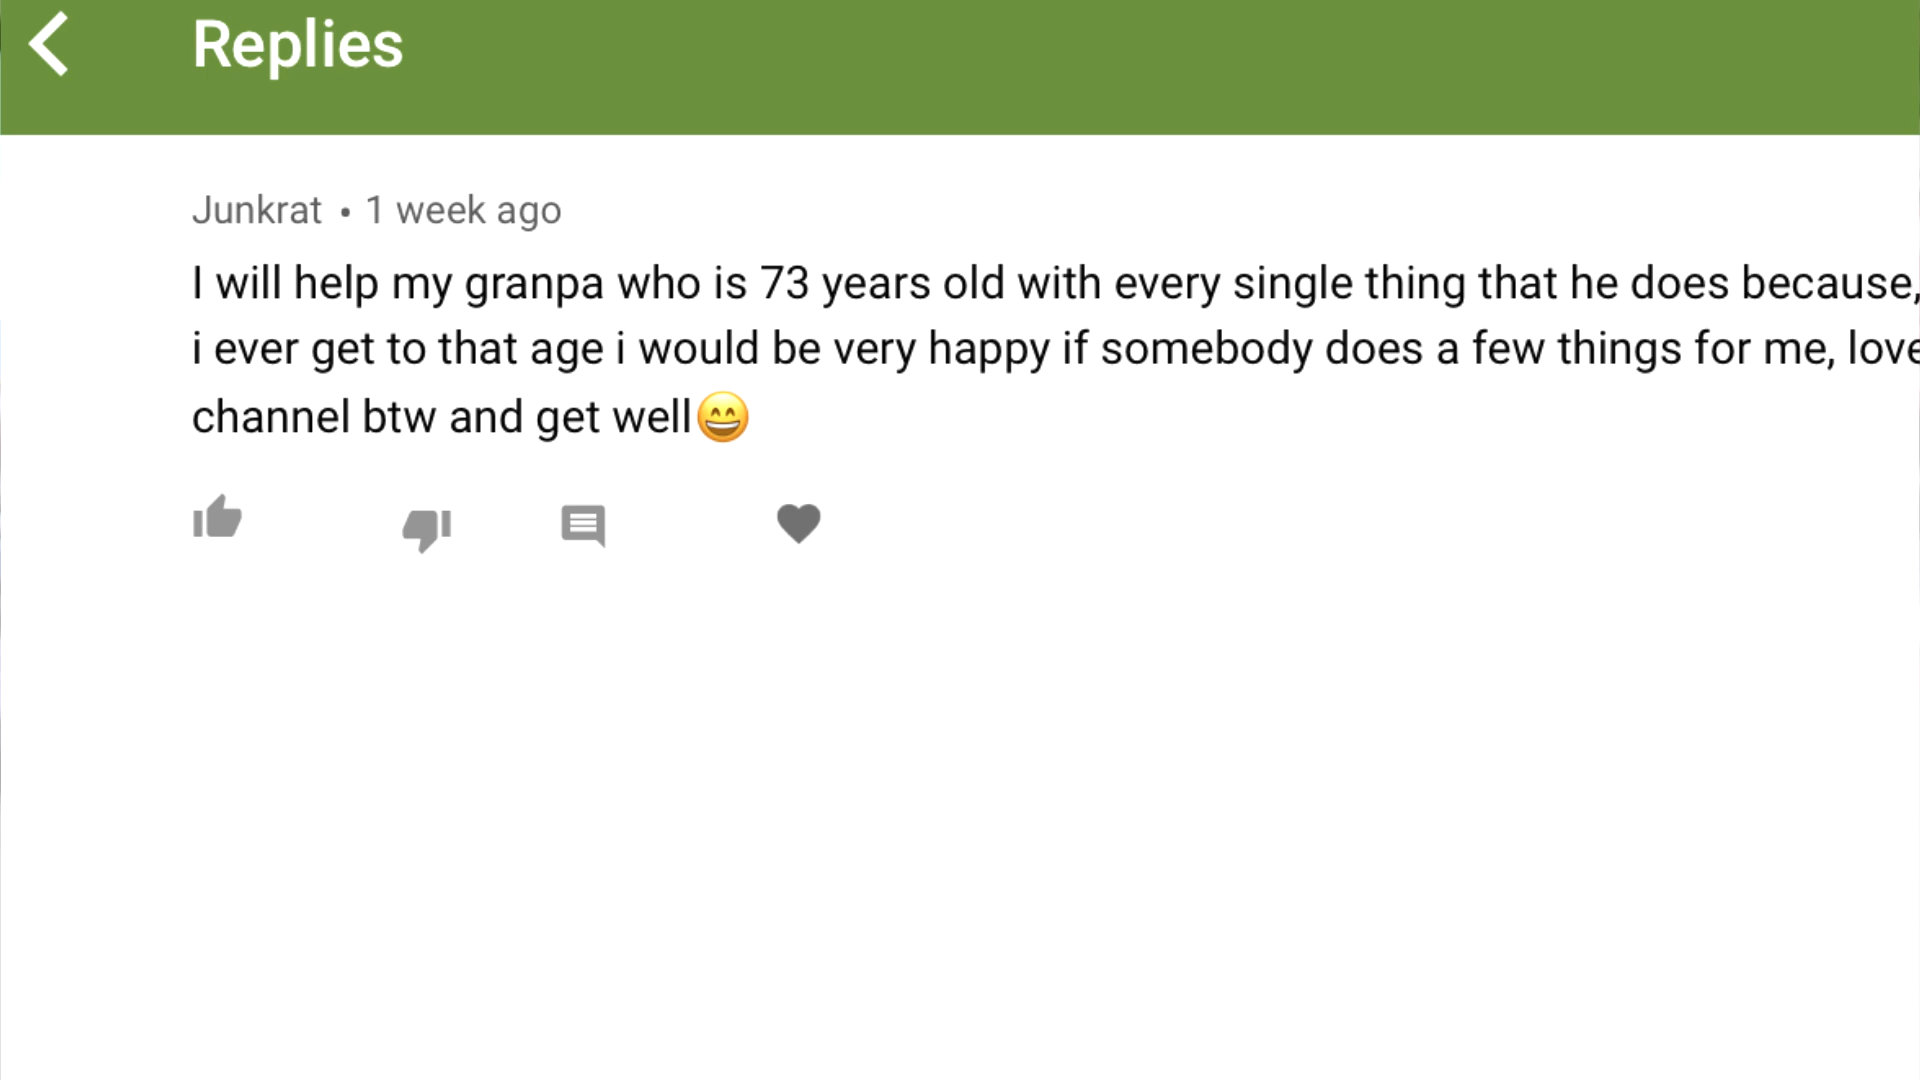 Replies
Junkrat • 1 week ago
I will help my granpa who is 73 years old with every single thing that he does because,
i ever get to that age i would be very happy if somebody does a few things for me, love
channel btw and get well😄